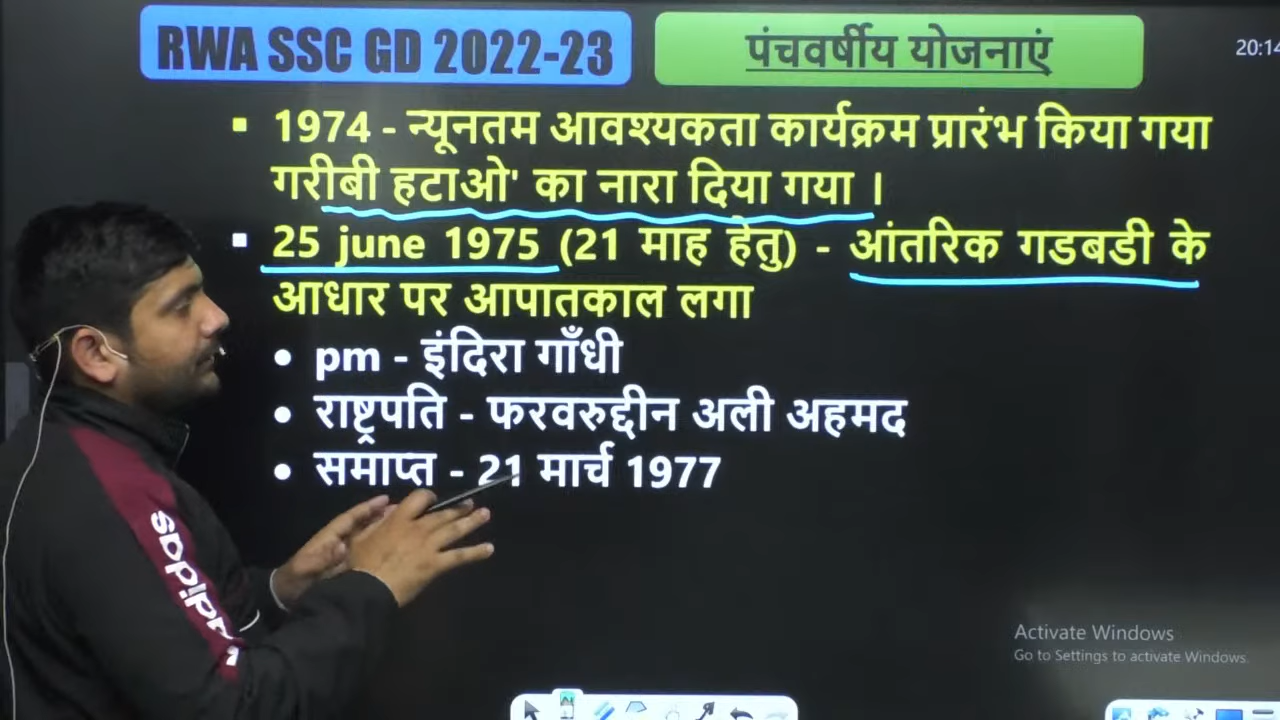 RWA SSC GD 2022-23
पंचवर्षीय योजनाएं
20:14
▪ 1974 - न्यूनतम आवश्यकता कार्यक्रम प्रारंभ किया गया
गरीबी हटाओ' का नारा दिया गया ।
▪ 25 june 1975 (21 माह हेतु) - आंतरिक गडबडी के
आधार पर आपातकाल लगा
• pm - इंदिरा गाँधी
• राष्ट्रपति - फरवरुद्दीन अली अहमद
• समाप्त - 21 मार्च 1977
adidas
Activate Windows
Go to Settings to activate Windows.